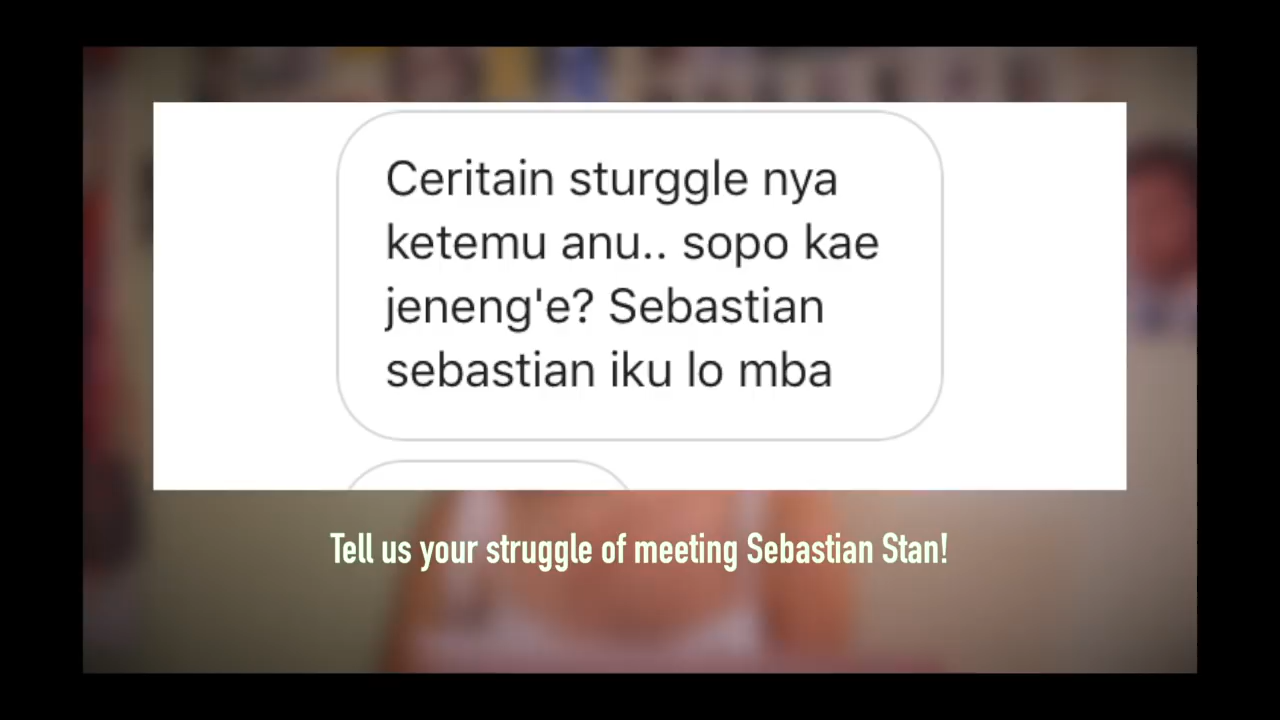 Ceritain sturggle nya
ketemu anu.. sopo kae
jeneng'e? Sebastian
sebastian iku lo mba
Tell us your struggle of meeting Sebastian Stan!